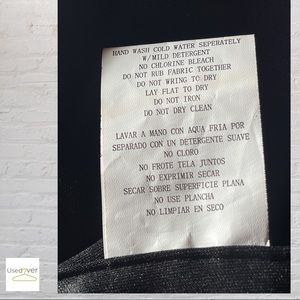 HAND WASH COLD WATER SEPERATELY
W/MILD DETERGENT
NO CHLORINE BLEACH
DO NOT RUB FABRIC TOGETHER
DO NOT WRING TO DRY
LAY FLAT TO DRY
DO NOT IRON
DO NOT DRY CLEAN
LAVAR A MANO CON AQUA FRIA POR
SEPARADO CON UN DETERGENTE SUAVE
NO CLORO
NO FROTE TELA JUNTOS
NO EXPRIMIR SECAR
SECAR SOBRE SUPERFICIE PLANA
NO USE PLANCHA
NO LIMPIAR EN SECO
Usedover